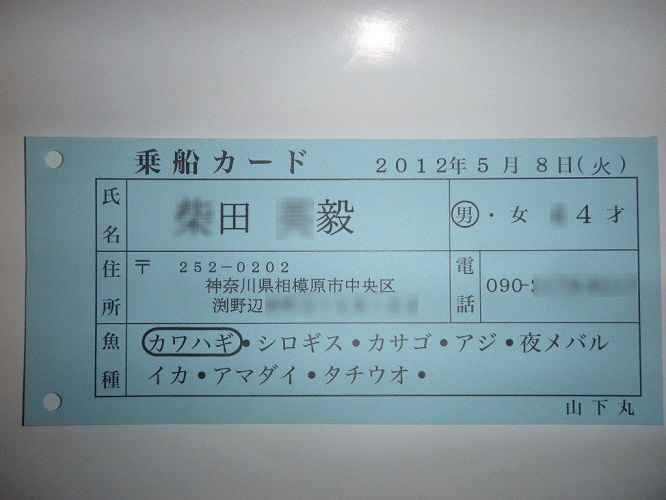 乗船カード 2012年5月8日(火)
氏名 田 毅 男・女 4才
住所 〒 252-0202 電話 090-
神奈川県相模原市中央区
渕野辺
魚種 カワハギ・シロギス・カサゴ・アジ・夜メバル
イカ・アマダイ・タチウオ・
山下丸